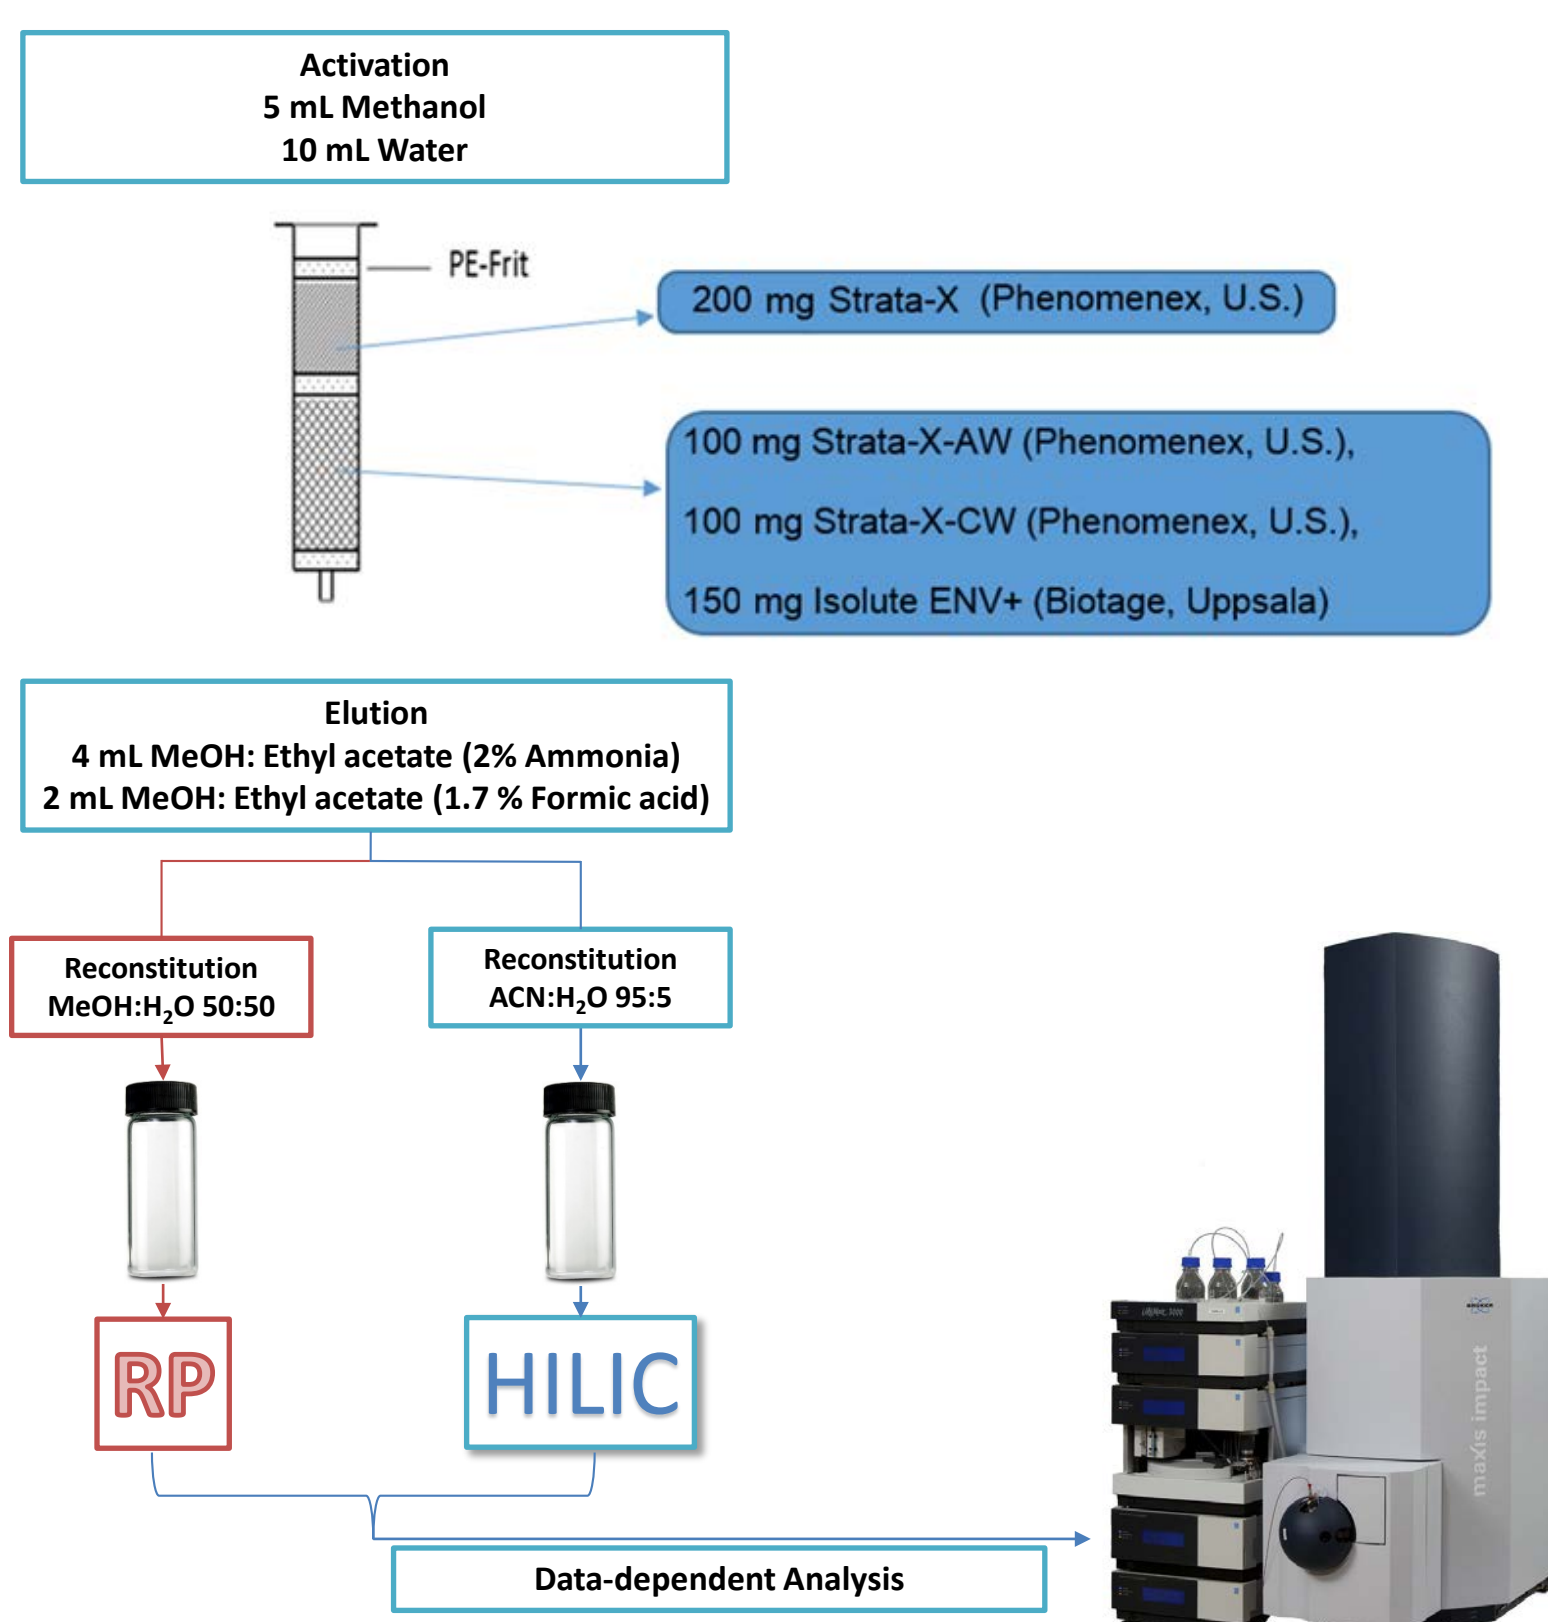 Activation
5 mL Methanol
10 mL Water
PE-Frit
200 mg Strata-X (Phenomenex, U.S.)
100 mg Strata-X-AW (Phenomenex, U.S.),
100 mg Strata-X-CW (Phenomenex, U.S.),
150 mg Isolute ENV+ (Biotage, Uppsala)
Elution
4 mL MeOH: Ethyl acetate (2% Ammonia)
2 mL MeOH: Ethyl acetate (1.7 % Formic acid)
Reconstitution
MeOH:H₂O 50:50
Reconstitution
ACN:H₂O 95:5
RP
HILIC
BRUKER
maxis impact
Data-dependent Analysis